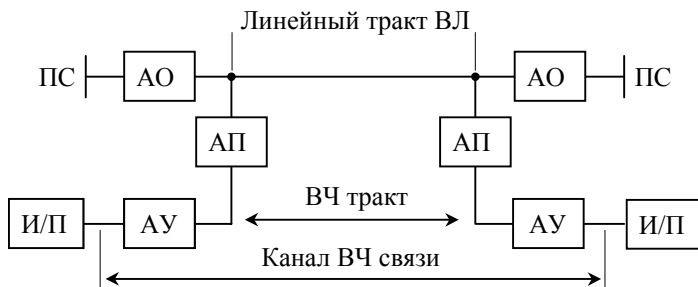 Линейный тракт ВЛ
ПС АО АО ПС
АП АП
ВЧ тракт
И/П АУ АУ И/П
Канал ВЧ связи